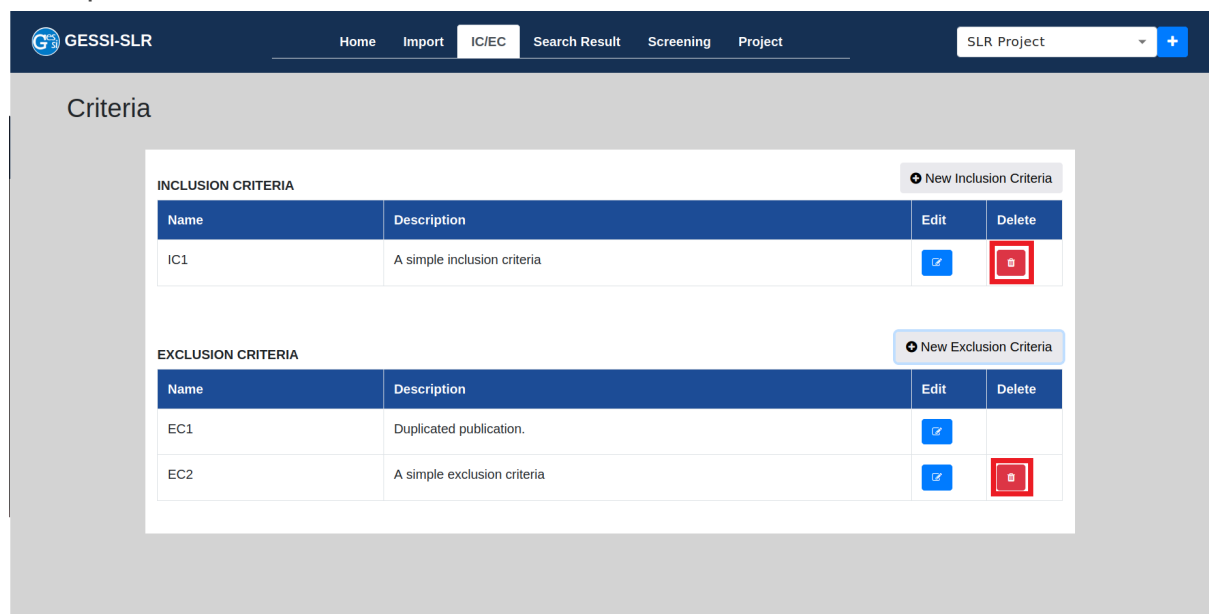 GESSI-SLR Home Import IC/EC Search Result Screening Project SLR Project
Criteria
INCLUSION CRITERIA New Inclusion Criteria
Name Description Edit Delete
IC1 A simple inclusion criteria
EXCLUSION CRITERIA New Exclusion Criteria
Name Description Edit Delete
EC1 Duplicated publication.
EC2 A simple exclusion criteria